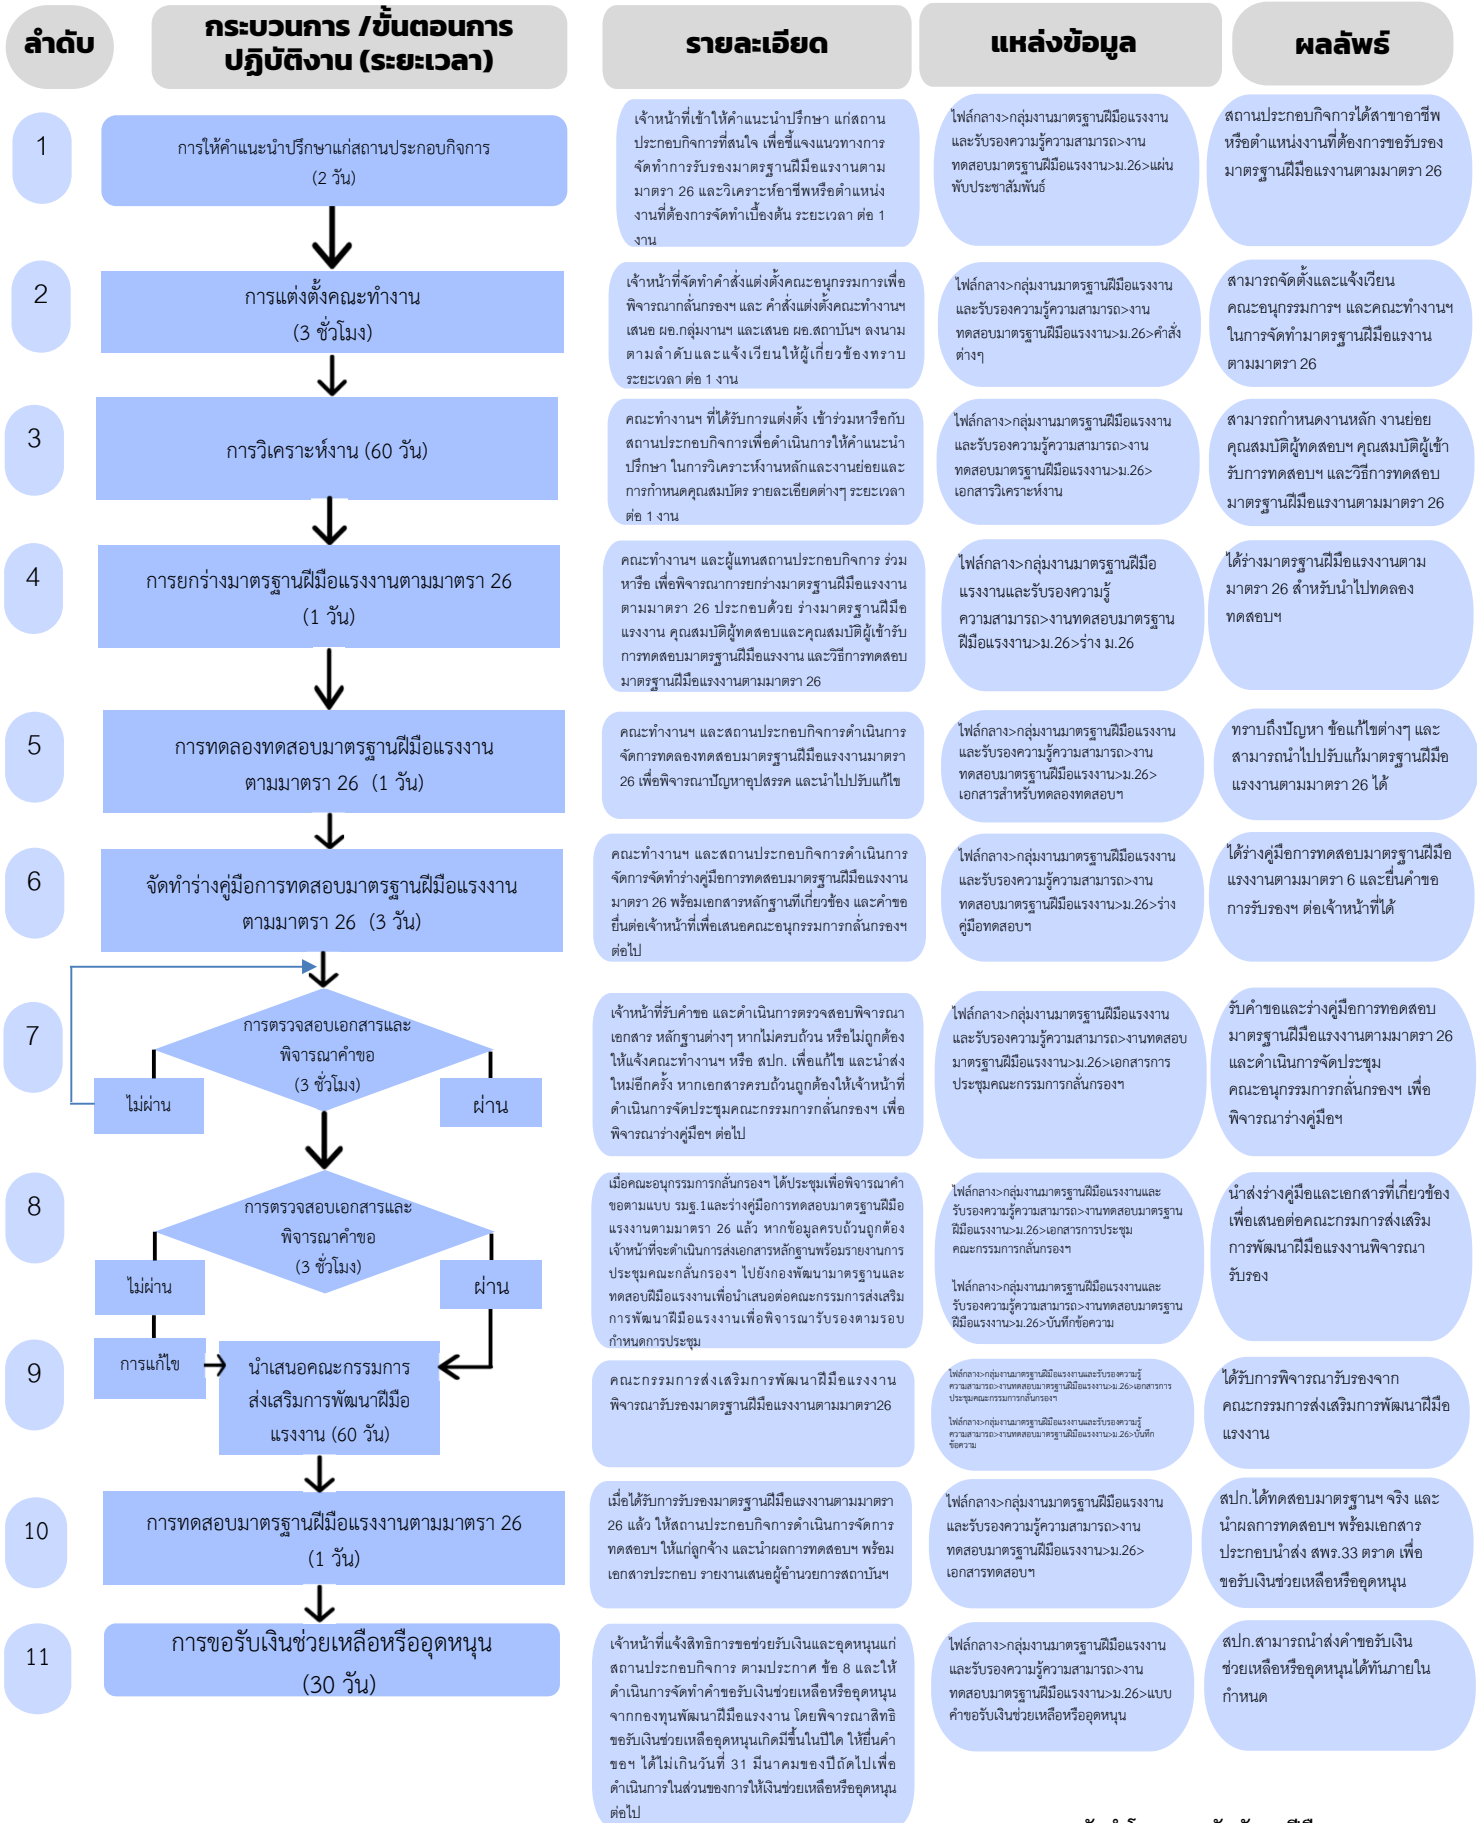 ลำดับ
กระบวนการ /ขั้นตอนการ
ปฏิบัติงาน (ระยะเวลา)
รายละเอียด
แหล่งข้อมูล
ผลลัพธ์
1
การให้คำแนะนำปรึกษาแก่สถานประกอบกิจการ
(2 วัน)
เจ้าหน้าที่เข้าให้คำแนะนำปรึกษา แก่สถาน
ประกอบกิจการที่สนใจ เพื่อชี้แจงแนวทางการ
จัดทำการรับรองมาตรฐานฝีมือแรงงานตาม
มาตรา 26 และวิเคราะห์อาชีพหรือตำแหน่ง
งานที่ต้องการจัดทำเบื้องต้น ระยะเวลา ต่อ 1
งาน
ไฟล์กลาง>กลุ่มงานมาตรฐานฝีมือแรงงาน
และรับรองความรู้ความสามารถ>งาน
ทดสอบมาตรฐานฝีมือแรงงาน>ม.26>แผ่น
พับประชาสัมพันธ์
สถานประกอบกิจการได้สาขาอาชีพ
หรือตำแหน่งงานที่ต้องการขอรับรอง
มาตรฐานฝีมือแรงงานตามมาตรา 26
2
การแต่งตั้งคณะทำงาน
(3 ชั่วโมง)
เจ้าหน้าที่จัดทำคำสั่งแต่งตั้งคณะอนุกรรมการเพื่อ
พิจารณากลั่นกรองฯและ คำสั่งแต่งตั้งคณะทำงานฯ
เสนอ ผอ.กลุ่มงานฯ และเสนอ ผอ.สถาบันฯ ลงนาม
ตามลำดับและแจ้งเวียนให้ผู้เกี่ยวข้องทราบ
ระยะเวลา ต่อ 1 งาน
ไฟล์กลาง>กลุ่มงานมาตรฐานฝีมือแรงงาน
และรับรองความรู้ความสามารถ>งาน
ทดสอบมาตรฐานฝีมือแรงงาน>ม.26>คำสั่ง
ต่างๆ
สามารถจัดตั้งและแจ้งเวียน
คณะอนุกรรมการฯ และคณะทำงานฯ
ในการจัดทำมาตรฐานฝีมือแรงงาน
ตามมาตรา 26
3
การวิเคราะห์งาน (60 วัน)
คณะทำงานฯ ที่ได้รับการแต่งตั้ง เข้าร่วมหารือกับ
สถานประกอบกิจการเพื่อดำเนินการให้คำแนะนำ
ปรึกษา ในการวิเคราะห์งานหลักและงานย่อยและ
การกำหนดคุณสมบัตร รายละเอียดต่างๆ ระยะเวลา
ต่อ 1 งาน
ไฟล์กลาง>กลุ่มงานมาตรฐานฝีมือแรงงาน
และรับรองความรู้ความสามารถ>งาน
ทดสอบมาตรฐานฝีมือแรงงาน>ม.26>
เอกสารวิเคราะห์งาน
สามารถกำหนดงานหลัก งานย่อย
คุณสมบัติผู้ทดสอบฯ คุณสมบัติผู้เข้า
รับการทดสอบฯ และวิธีการทดสอบ
มาตรฐานฝีมือแรงงานตามมาตรา 26
4
การยกร่างมาตรฐานฝีมือแรงงานตามมาตรา 26
(1 วัน)
คณะทำงานฯ และผู้แทนสถานประกอบกิจการ ร่วม
หารือ เพื่อพิจารณาการยกร่างมาตรฐานฝีมือแรงงาน
ตามมาตรา 26 ประกอบด้วย ร่างมาตรฐานฝีมือ
แรงงาน คุณสมบัติผู้ทดสอบและคุณสมบัติผู้เข้ารับ
การทดสอบมาตรฐานฝีมือแรงงาน และวิธีการทดสอบ
มาตรฐานฝีมือแรงงานตามมาตรา 26
ไฟล์กลาง>กลุ่มงานมาตรฐานฝีมือ
แรงงานและรับรองความรู้
ความสามารถ>งานทดสอบมาตรฐาน
ฝีมือแรงงาน>ม.26>ร่าง ม.26
ได้ร่างมาตรฐานฝีมือแรงงานตาม
มาตรา 26 สำหรับนำไปทดลอง
ทดสอบฯ
5
การทดลองทดสอบมาตรฐานฝีมือแรงงาน
ตามมาตรา 26 (1 วัน)
คณะทำงานฯ และสถานประกอบกิจการดำเนินการ
จัดการทดลองทดสอบมาตรฐานฝีมือแรงงานมาตรา
26 เพื่อพิจารณาปัญหาอุปสรรค และนำไปปรับแก้ไข
ไฟล์กลาง>กลุ่มงานมาตรฐานฝีมือแรงงาน
และรับรองความรู้ความสามารถ>งาน
ทดสอบมาตรฐานฝีมือแรงงาน>ม.26>
เอกสารสำหรับทดลองทดสอบฯ
ทราบถึงปัญหา ข้อแก้ไขต่างๆ และ
สามารถนำไปปรับแก้มาตรฐานฝีมือ
แรงงานตามมาตรา 26 ได้
6
จัดทำร่างคู่มือการทดสอบมาตรฐานฝีมือแรงงาน
ตามมาตรา 26 (3 วัน)
คณะทำงานฯ และสถานประกอบกิจการดำเนินการ
จัดการจัดทำร่างคู่มือการทดสอบมาตรฐานฝีมือแรงงาน
มาตรา 26 พร้อมเอกสารหลักฐานที่เกี่ยวข้อง และคำขอ
ยื่นต่อเจ้าหน้าที่เพื่อเสนอคณะอนุกรรมการกลั่นกรองฯ
ต่อไป
ไฟล์กลาง>กลุ่มงานมาตรฐานฝีมือแรงงาน
และรับรองความรู้ความสามารถ>งาน
ทดสอบมาตรฐานฝีมือแรงงาน>ม.26>ร่าง
คู่มือทดสอบฯ
ได้ร่างคู่มือการทดสอบมาตรฐานฝีมือ
แรงงานตามมาตรา 6 และยื่นคำขอ
การรับรองฯ ต่อเจ้าหน้าที่ได้
7
การตรวจสอบเอกสารและ
พิจารณาคำขอ
(3 ชั่วโมง)
ไม่ผ่าน
ผ่าน
เจ้าหน้าที่รับคำขอ และดำเนินการตรวจสอบพิจารณา
เอกสาร หลักฐานต่างๆ หากไม่ครบถ้วน หรือไม่ถูกต้อง
ให้แจ้งคณะทำงานฯ หรือ สปก. เพื่อแก้ไข และนำส่ง
ใหม่อีกครั้ง หากเอกสารครบถ้วนถูกต้องให้เจ้าหน้าที่
ดำเนินการจัดประชุมคณะกรรมการกลั่นกรองฯ เพื่อ
พิจารณาร่างคู่มือฯ ต่อไป
ไฟล์กลาง>กลุ่มงานมาตรฐานฝีมือแรงงาน
และรับรองความรู้ความสามารถ>งานทดสอบ
มาตรฐานฝีมือแรงงาน>ม.26>เอกสารการ
ประชุมคณะกรรมการกลั่นกรองฯ
รับคำขอและร่างคู่มือการทอดสอบ
มาตรฐานฝีมือแรงงานตามมาตรา 26
และดำเนินการจัดประชุม
คณะอนุกรรมการกลั่นกรองฯ เพื่อ
พิจารณาร่างคู่มือฯ
8
การตรวจสอบเอกสารและ
พิจารณาคำขอ
(3 ชั่วโมง)
ไม่ผ่าน
ผ่าน
เมื่อคณะอนุกรรมการกลั่นกรองฯ ได้ประชุมเพื่อพิจารณาคำ
ขอตามแบบ รมฐ.1และร่างคู่มือการทดสอบมาตรฐานฝีมือ
แรงงานตามมาตรา 26 แล้ว หากข้อมูลครบถ้วนถูกต้อง
เจ้าหน้าที่จะดำเนินการส่งเอกสารหลักฐานพร้อมรายงานการ
ประชุมคณะกลั่นกรองฯ ไปยังกองพัฒนามาตรฐานและ
ทดสอบฝีมือแรงงานเพื่อนำเสนอต่อคณะกรรมการส่งเสริม
การพัฒนาฝีมือแรงงานเพื่อพิจารณารับรองตามรอบ
กำหนดการประชุม
ไฟล์กลาง>กลุ่มงานมาตรฐานฝีมือแรงงานและ
รับรองความรู้ความสามารถ>งานทดสอบมาตรฐาน
ฝีมือแรงงาน>ม.26>เอกสารการประชุม
คณะกรรมการกลั่นกรองฯ
ไฟล์กลาง>กลุ่มงานมาตรฐานฝีมือแรงงานและ
รับรองความรู้ความสามารถ>งานทดสอบมาตรฐาน
ฝีมือแรงงาน>ม.26>บันทึกข้อความ
นำส่งร่างคู่มือและเอกสารที่เกี่ยวข้อง
เพื่อเสนอต่อคณะกรมการส่งเสริม
การพัฒนาฝีมือแรงงานพิจารณา
รับรอง
9
การแก้ไข
นำเสนอคณะกรรมการ
ส่งเสริมการพัฒนาฝีมือ
แรงงาน (60 วัน)
คณะกรรมการส่งเสริมการพัฒนาฝีมือแรงงาน
พิจารณารับรองมาตรฐานฝีมือแรงงานตามมาตรา26
ไฟล์กลาง>กลุ่มงานมาตรฐานฝีมือแรงงานและรับรองความรู้
ความสามารถ>งานทดสอบมาตรฐานฝีมือแรงงาน>ม.26>เอกสารการ
ประชุมคณะกรรมการกลั่นกรองฯ
ไฟล์กลาง>กลุ่มงานมาตรฐานฝีมือแรงงานและรับรองความรู้
ความสามารถ>งานทดสอบมาตรฐานฝีมือแรงงาน>ม.26>บันทึก
ข้อความ
ได้รับการพิจารณารับรองจาก
คณะกรรมการส่งเสริมการพัฒนาฝีมือ
แรงงาน
10
การทดสอบมาตรฐานฝีมือแรงงานตามมาตรา 26
(1 วัน)
เมื่อได้รับการรับรองมาตรฐานฝีมือแรงงานตามมาตรา
26 แล้ว ให้สถานประกอบกิจการดำเนินการจัดการ
ทดสอบฯ ให้แก่ลูกจ้าง และนำผลการทดสอบฯ พร้อม
เอกสารประกอบ รายงานเสนอผู้อำนวยการสถาบันฯ
ไฟล์กลาง>กลุ่มงานมาตรฐานฝีมือแรงงาน
และรับรองความรู้ความสามารถ>งาน
ทดสอบมาตรฐานฝีมือแรงงาน>ม.26>
เอกสารทดสอบฯ
สปก.ได้ทดสอบมาตรฐานฯ จริง และ
นำผลการทดสอบฯ พร้อมเอกสาร
ประกอบนำส่ง สพร.33 ตราด เพื่อ
ขอรับเงินช่วยเหลือหรืออุดหนุน
11
การขอรับเงินช่วยเหลือหรืออุดหนุน
(30 วัน)
เจ้าหน้าที่แจ้งสิทธิการขอช่วยรับเงินและอุดหนุนแก่
สถานประกอบกิจการ ตามประกาศ ข้อ 8 และให้
ดำเนินการจัดทำคำขอรับเงินช่วยเหลือหรืออุดหนุน
จากกองทุนพัฒนาฝีมือแรงงาน โดยพิจารณาสิทธิ
ขอรับเงินช่วยเหลืออุดหนุนเกิดมีขึ้นในปีใด ให้ยื่นคำ
ขอฯ ได้ไม่เกินวันที่ 31 มีนาคมของปีถัดไปเพื่อ
ดำเนินการในส่วนของการให้เงินช่วยเหลือหรืออุดหนุน
ต่อไป
ไฟล์กลาง>กลุ่มงานมาตรฐานฝีมือแรงงาน
และรับรองความรู้ความสามารถ>งาน
ทดสอบมาตรฐานฝีมือแรงงาน>ม.26>แบบ
คำขอรับเงินช่วยเหลือหรืออุดหนุน
สปก.สามารถนำส่งคำขอรับเงิน
ช่วยเหลือหรืออุดหนุนได้ทันภายใน
กำหนด